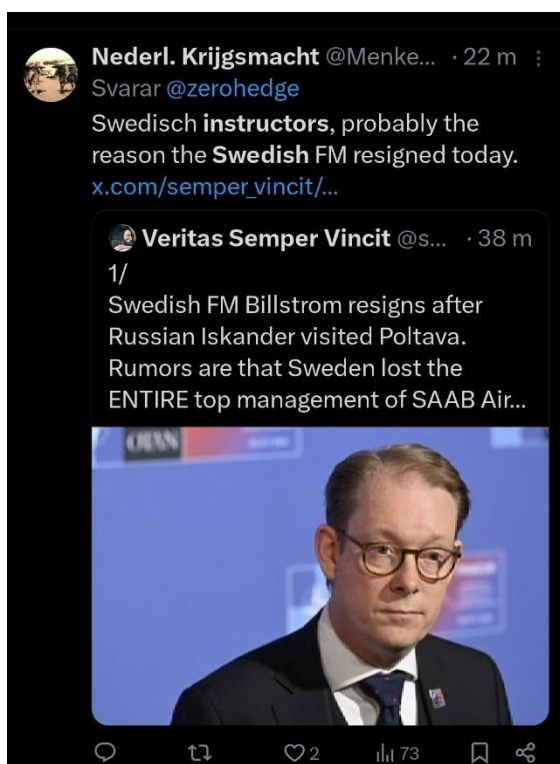 Nederl. Krijgsmacht @Menke... · 22 m
Svarar @zerohedge
Swedisch instructors, probably the
reason the Swedish FM resigned today.
x.com/semper_vincit/...
Veritas Semper Vincit @s... · 38 m
1/
Swedish FM Billstrom resigns after
Russian Iskander visited Poltava.
Rumors are that Sweden lost the
ENTIRE top management of SAAB Air...
2
73